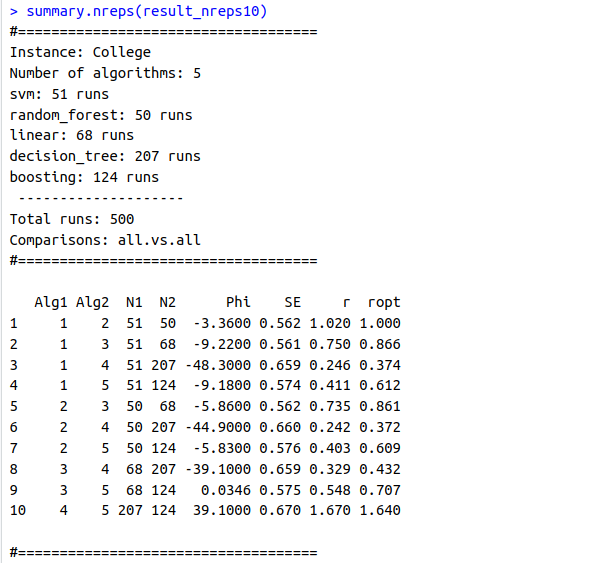 > summary.nreps(result_nreps10)
#====================================
Instance: College
Number of algorithms: 5
svm: 51 runs
random_forest: 50 runs
linear: 68 runs
decision_tree: 207 runs
boosting: 124 runs
 --------------------
Total runs: 500
Comparisons: all.vs.all
#====================================
   Alg1 Alg2  N1  N2      Phi    SE     r  ropt
1     1    2  51  50  -3.3600 0.562 1.020 1.000
2     1    3  51  68  -9.2200 0.561 0.750 0.866
3     1    4  51 207 -48.3000 0.659 0.246 0.374
4     1    5  51 124  -9.1800 0.574 0.411 0.612
5     2    3  50  68  -5.8600 0.562 0.735 0.861
6     2    4  50 207 -44.9000 0.660 0.242 0.372
7     2    5  50 124  -5.8300 0.576 0.403 0.609
8     3    4  68 207 -39.1000 0.659 0.329 0.432
9     3    5  68 124   0.0346 0.575 0.548 0.707
10    4    5 207 124  39.1000 0.670 1.670 1.640
#====================================